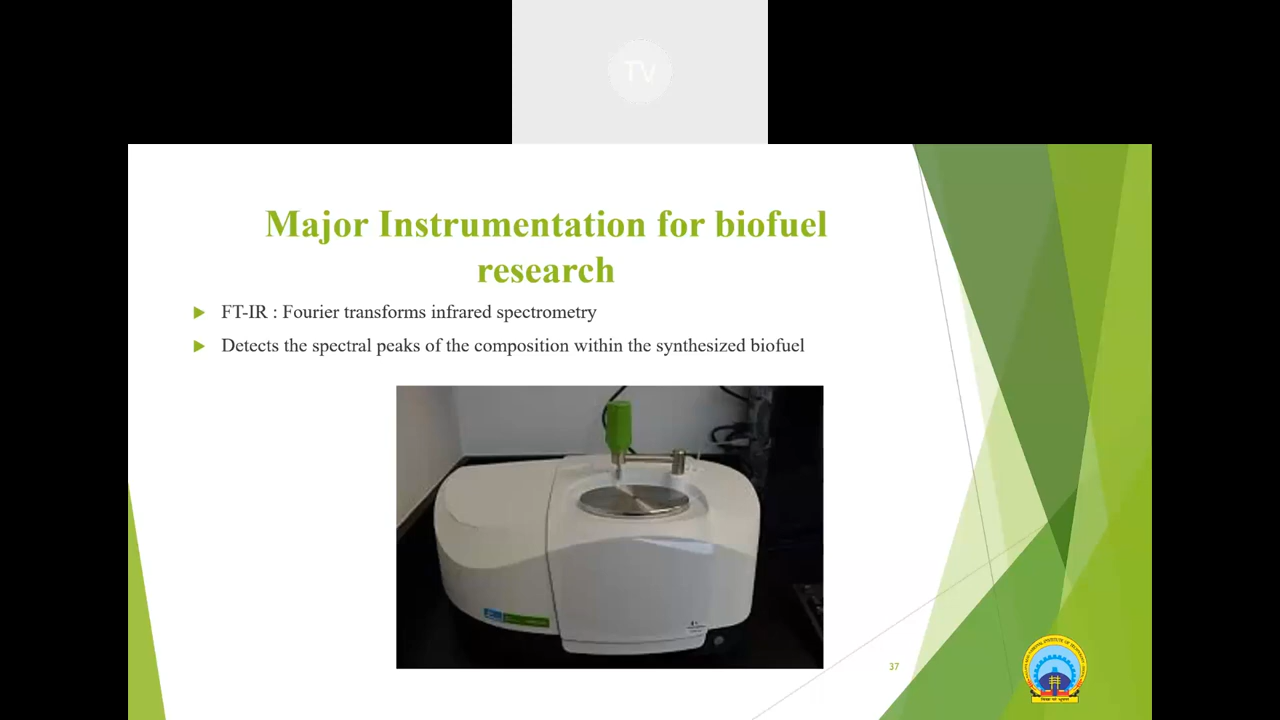 TV
Major Instrumentation for biofuel
research
FT-IR : Fourier transforms infrared spectrometry
Detects the spectral peaks of the composition within the synthesized biofuel
37